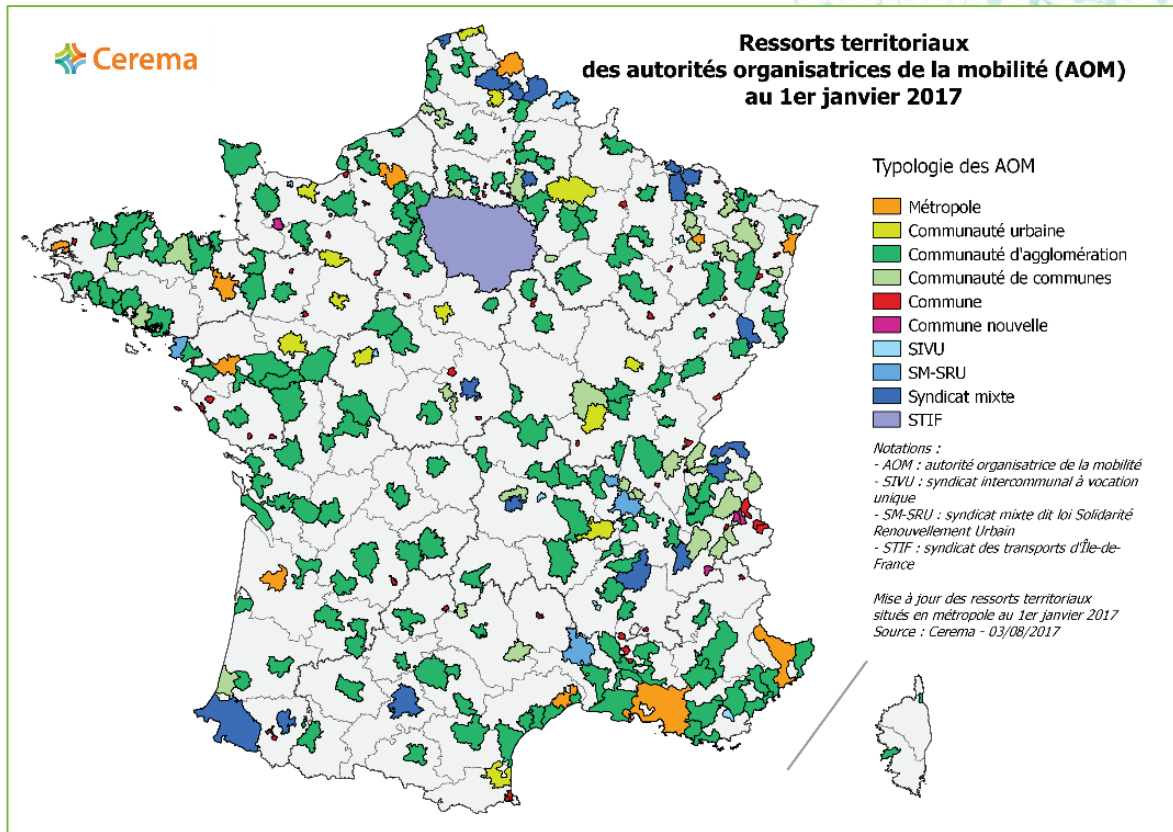 Cerema
Ressorts territoriaux
des autorités organisatrices de la mobilité (AOM)
au 1er janvier 2017
Typologie des AOM
Métropole
Communauté urbaine
Communauté d'agglomération
Communauté de communes
Commune
Commune nouvelle
SIVU
SM-SRU
Syndicat mixte
STIF
Notations :
- AOM : autorité organisatrice de la mobilité
- SIVU : syndicat intercommunal à vocation
unique
- SM-SRU : syndicat mixte dit loi Solidarité
Renouvellement Urbain
- STIF : syndicat des transports d'Île-de-
France
Mise à jour des ressorts territoriaux
situés en métropole au 1er janvier 2017
Source : Cerema - 03/08/2017